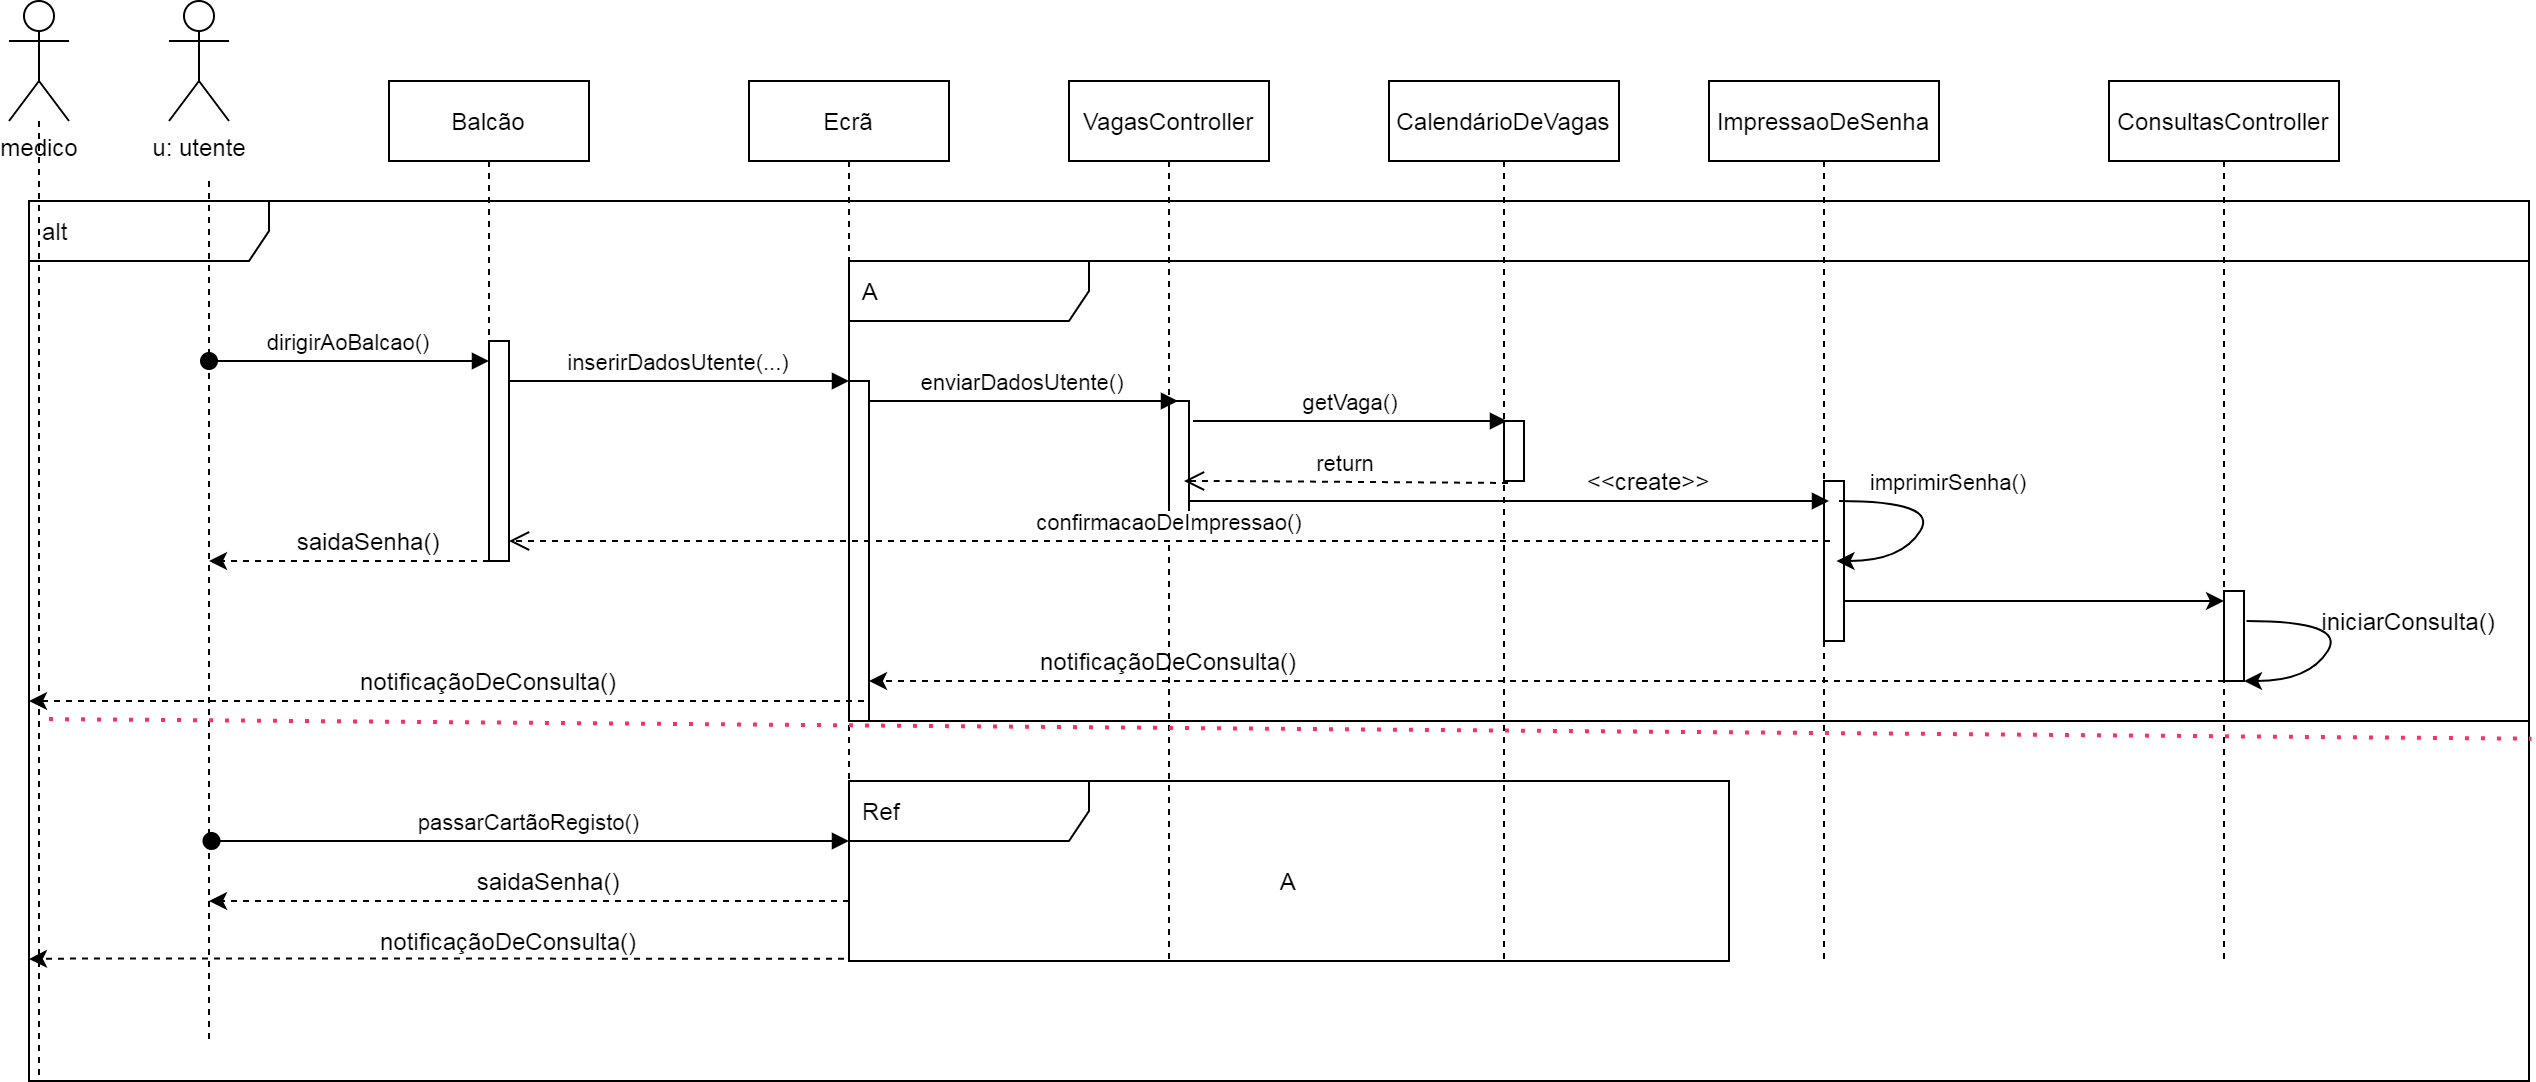 medico
u: utente
Balcão
Ecrã
VagasController
CalendárioDeVagas
ImpressaoDeSenha
ConsultasController
alt
A
dirigirAoBalcao()
inserirDadosUtente(...)
enviarDadosUtente()
getVaga()
return
<<create>>
imprimirSenha()
confirmacaoDeImpressao()
saidaSenha()
iniciarConsulta()
notificaçãoDeConsulta()
notificaçãoDeConsulta()
Ref
passarCartãoRegisto()
saidaSenha()
A
notificaçãoDeConsulta()